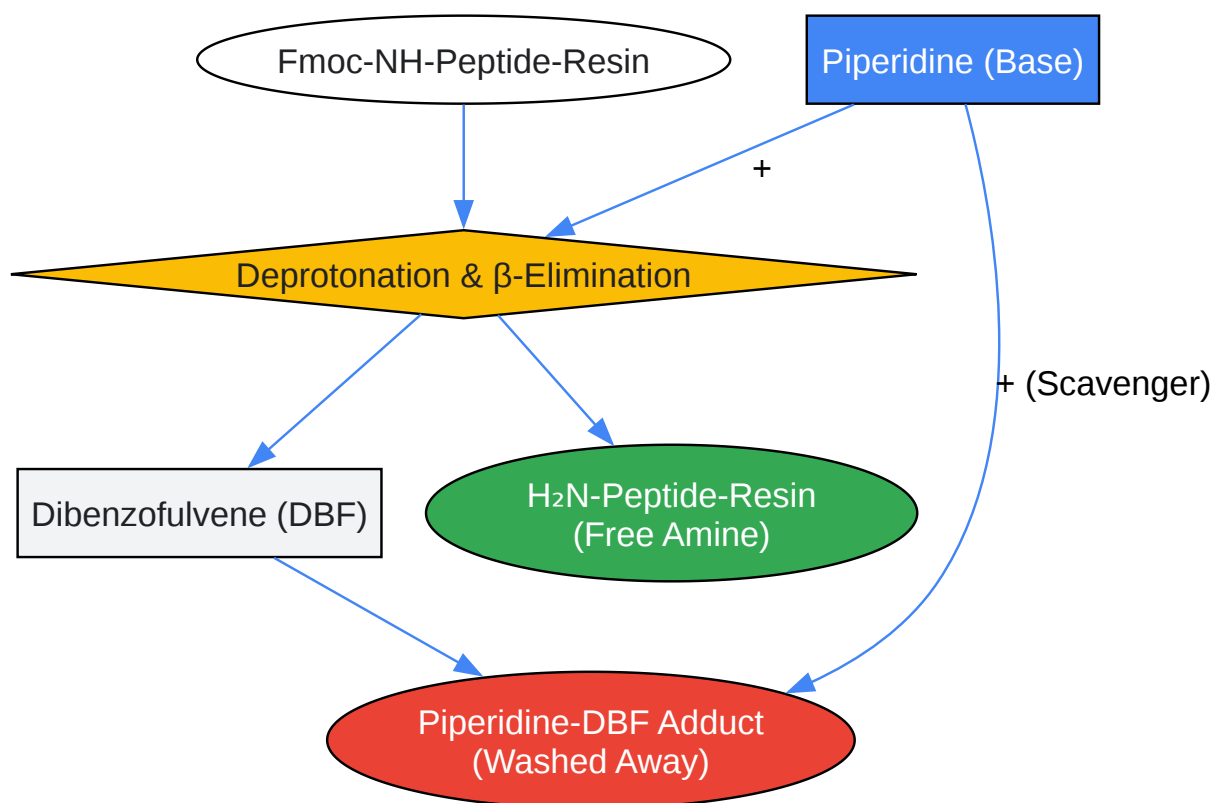 Fmoc-NH-Peptide-Resin
Piperidine (Base)
+
Deprotonation & β-Elimination
+ (Scavenger)
Dibenzofulvene (DBF)
H₂N-Peptide-Resin
(Free Amine)
Piperidine-DBF Adduct
(Washed Away)